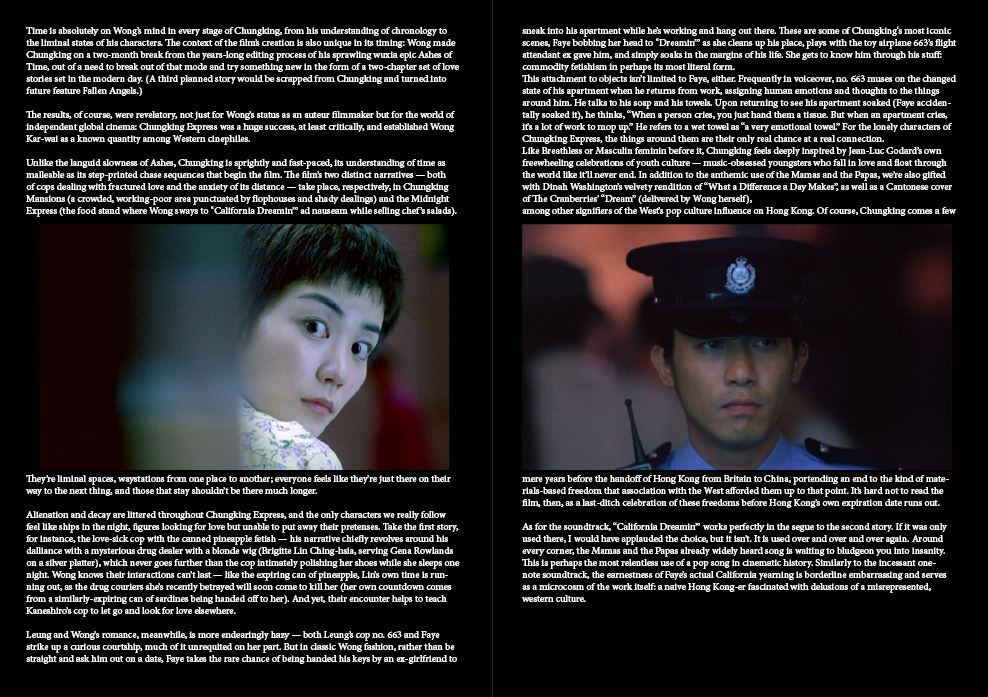 Time is absolutely on Wong's mind in every stage of Chungking, from his understanding of chronology to
the liminal states of his characters. The context of the film's creation is also unique in its timing: Wong made
Chungking on a two-month break from the years-long editing process of his sprawling wuxia epic Ashes of
Time, out of a need to break out of that mode and try something new in the form of a two-chapter set of love
stories set in the modern day. (A third planned story would be scrapped from Chungking and turned into
future feature Fallen Angels.)
The results, of course, were revelatory, not just for Wong's status as an auteur filmmaker but for the world of
independent global cinema: Chungking Express was a huge success, at least critically, and established Wong
Kar-wai as a known quantity among Western cinephiles.
Unlike the languid slowness of Ashes, Chungking is sprightly and fast-paced, its understanding of time as
malleable as its step-printed chase sequences that begin the film. The film's two distinct narratives — both
of cops dealing with fractured love and the anxiety of its distance — take place, respectively, in Chungking
Mansions (a crowded, working-poor area punctuated by flophouses and shady dealings) and the Midnight
Express (the food stand where Wong sways to "California Dreamin'" ad nauseam while selling chef's salads).
They're liminal spaces, waystations from one place to another; everyone feels like they're just there on their
way to the next thing, and those that stay shouldn't be there much longer.
Alienation and decay are littered throughout Chungking Express, and the only characters we really follow
feel like ships in the night, figures looking for love but unable to put away their pretenses. Take the first story,
for instance, the love-sick cop with the canned pineapple fetish — his narrative chiefly revolves around his
dalliance with a mysterious drug dealer with a blonde wig (Brigitte Lin Ching-hsia, serving Gena Rowlands
on a silver platter), which never goes further than the cop intimately polishing her shoes while she sleeps one
night. Wong knows their interactions can't last — like the expiring can of pineapple, Lin's own time is run-
ning out, as the drug couriers she's recently betrayed will soon come to kill her (her own countdown comes
from a similarly-expiring can of sardines being handed off to her). And yet, their encounter helps to teach
Kaneshiro's cop to let go and look for love elsewhere.
Leung and Wong's romance, meanwhile, is more endearingly hazy — both Leung's cop no. 663 and Faye
strike up a curious courtship, much of it unrequited on her part. But in classic Wong fashion, rather than be
straight and ask him out on a date, Faye takes the rare chance of being handed his keys by an ex-girlfriend to
sneak into his apartment while he's working and hang out there. These are some of Chungking's most iconic
scenes, Faye bobbing her head to "Dreamin'" as she cleans up his place, plays with the toy airplane 663's flight
attendant ex gave him, and simply soaks in the margins of his life. She gets to know him through his stuff:
commodity fetishism in perhaps its most literal form.
This attachment to objects isn't limited to Faye, either. Frequently in voiceover, no. 663 muses on the changed
state of his apartment when he returns from work, assigning human emotions and thoughts to the things
around him. He talks to his soap and his towels. Upon returning to see his apartment soaked (Faye acciden-
tally soaked it), he thinks, "When a person cries, you just hand them a tissue. But when an apartment cries,
it's a lot of work to mop up." He refers to a wet towel as "a very emotional towel." For the lonely characters of
Chungking Express, the things around them are their only real chance at a real connection.
Like Breathless or Masculin feminin before it, Chungking feels deeply inspired by Jean-Luc Godard's own
freewheeling celebrations of youth culture — music-obsessed youngsters who fall in love and float through
the world like it'll never end. In addition to the anthemic use of the Mamas and the Papas, we're also gifted
with Dinah Washington's velvety rendition of "What a Difference a Day Makes", as well as a Cantonese cover
of The Cranberries' "Dream" (delivered by Wong herself),
among other signifiers of the West's pop culture influence on Hong Kong. Of course, Chungking comes a few
mere years before the handoff of Hong Kong from Britain to China, portending an end to the kind of mate-
rials-based freedom that association with the West afforded them up to that point. It's hard not to read the
film, then, as a last-ditch celebration of these freedoms before Hong Kong's own expiration date runs out.
As for the soundtrack, "California Dreamin'" works perfectly in the segue to the second story. If it was only
used there, I would have applauded the choice, but it isn't. It is used over and over and over again. Around
every corner, the Mamas and the Papas already widely heard song is waiting to bludgeon you into insanity.
This is perhaps the most relentless use of a pop song in cinematic history. Similarly to the incessant one-
note soundtrack, the earnestness of Faye's actual California yearning is borderline embarrassing and serves
as a microcosm of the work itself: a naive Hong Kong-er fascinated with delusions of a misrepresented,
western culture.